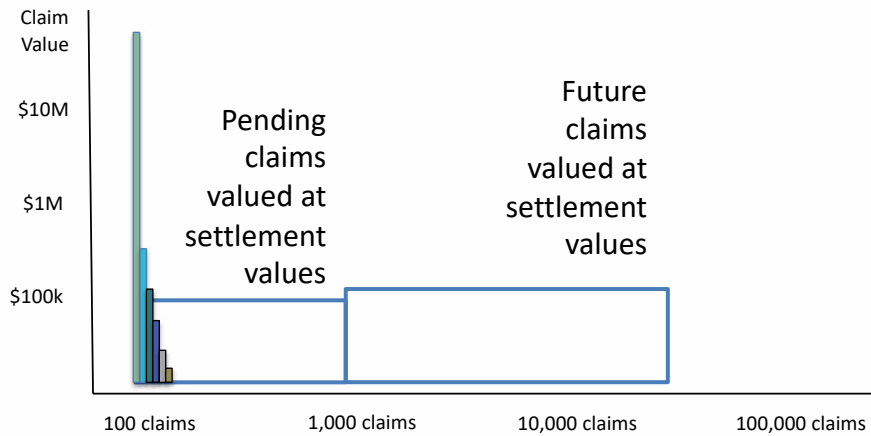 Claim
Value
$10M
$1M
$100k
Pending
claims
valued at
settlement
values
Future
claims
valued at
settlement
values
100 claims
1,000 claims
10,000 claims
100,000 claims